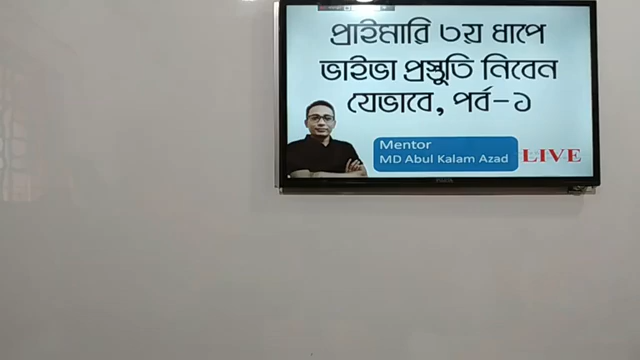 প্রাইমারি ৩য় ধাপে
ভাইভা প্রস্তুতি নিবেন
যেভাবে, পর্ব-১
Mentor
MD Abul Kalam Azad
LIVE